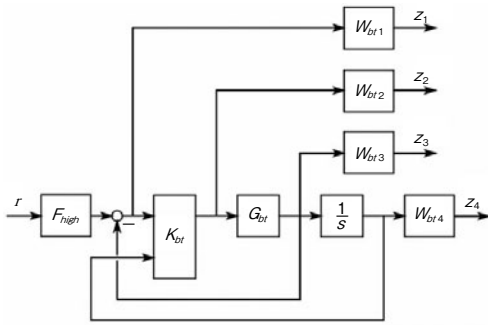 W_bt1
z_1
W_bt2
z_2
W_bt3
z_3
r
F_high
−
K_bt
G_bt
1/s
W_bt4
z_4